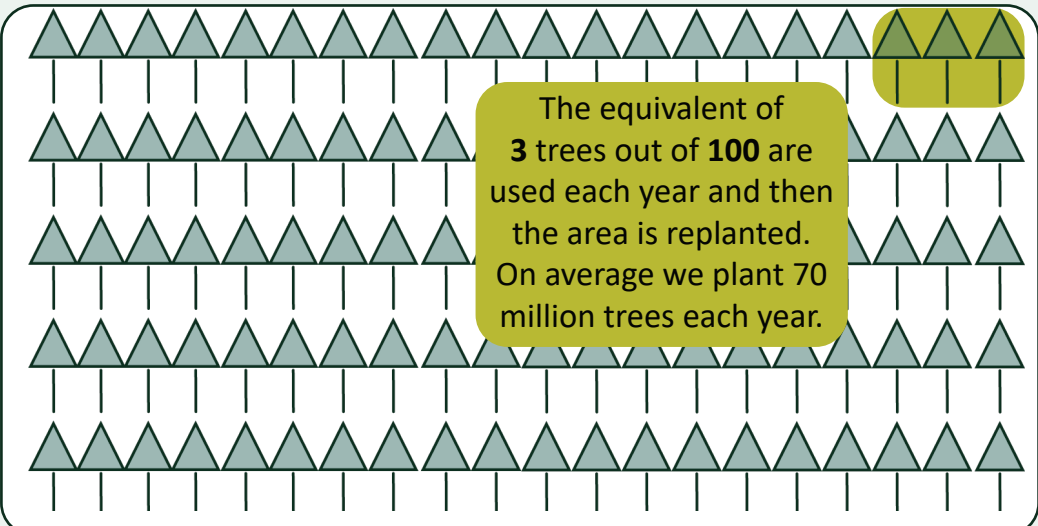 The equivalent of
3 trees out of 100 are
used each year and then
the area is replanted.
On average we plant 70
million trees each year.